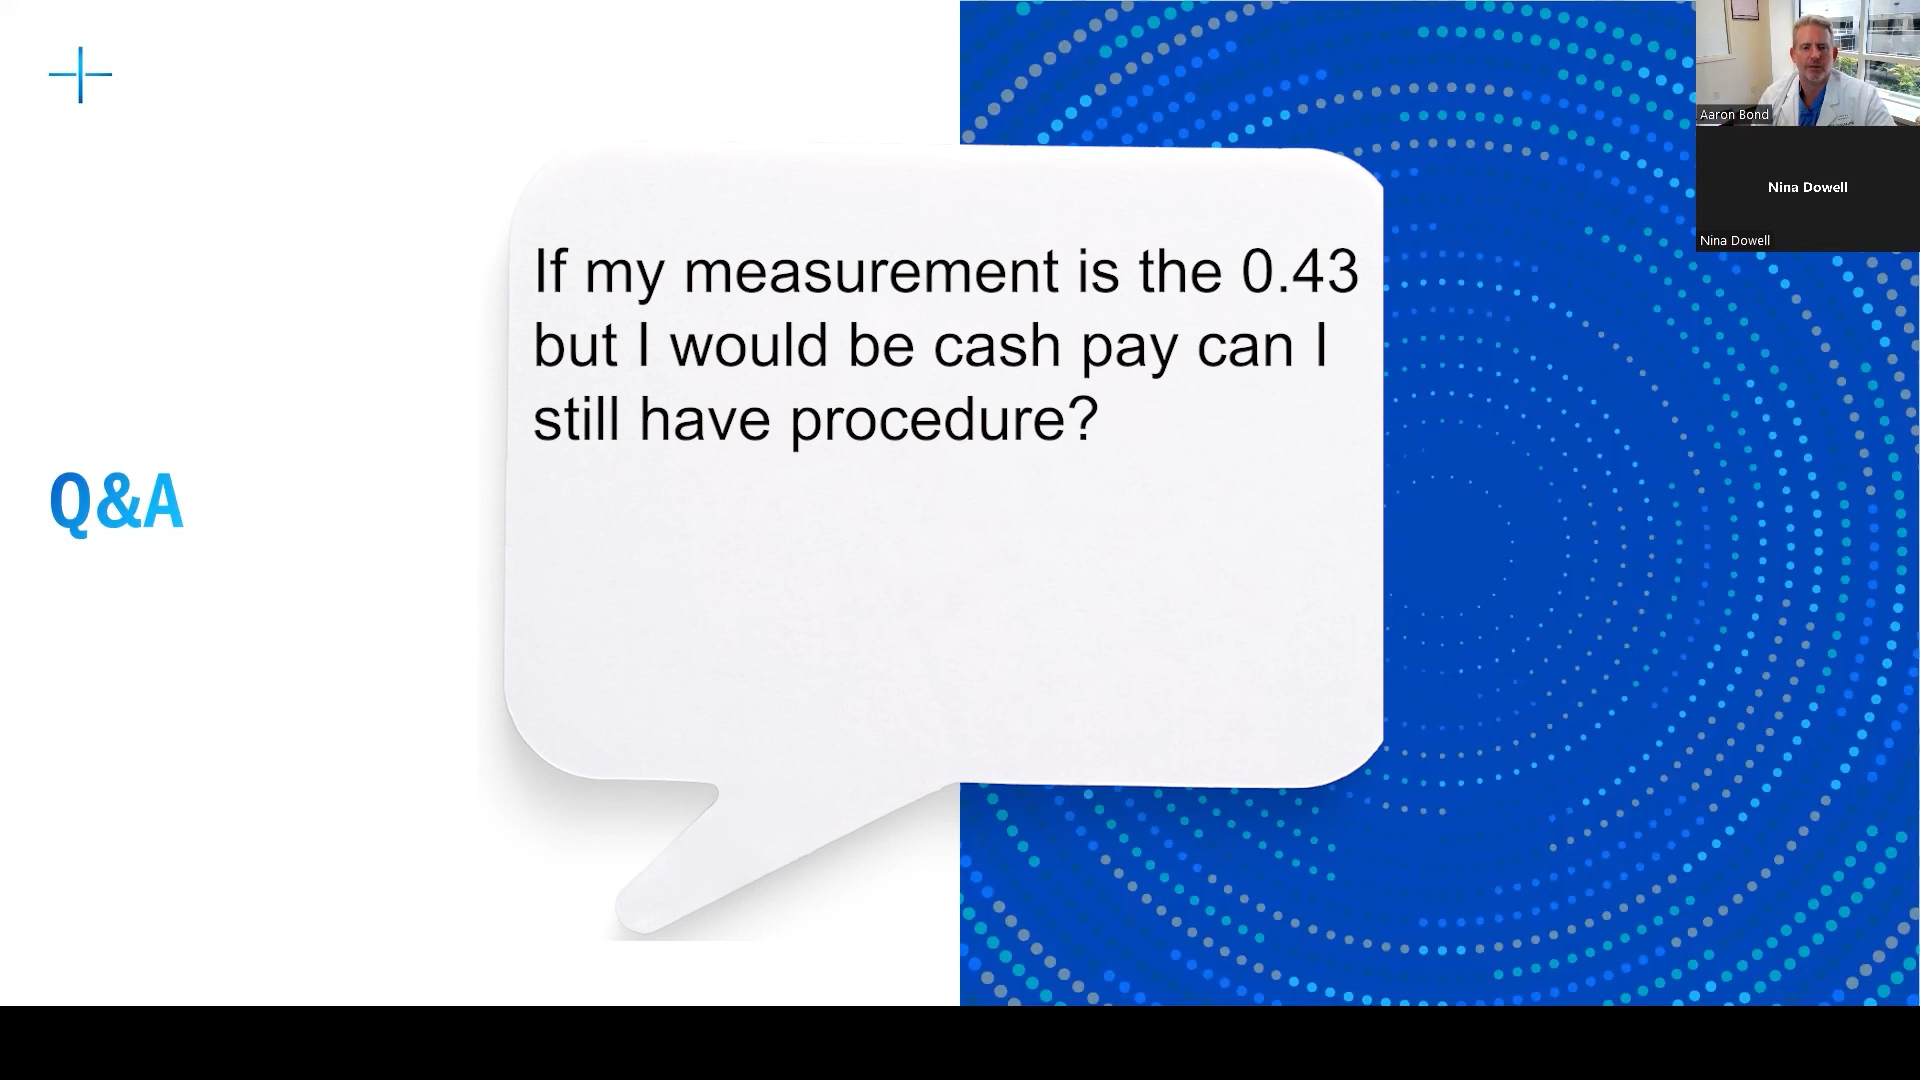 If my measurement is the 0.43
but I would be cash pay can I
still have procedure?
Q&A
Aaron Bond
Nina Dowell
Nina Dowell